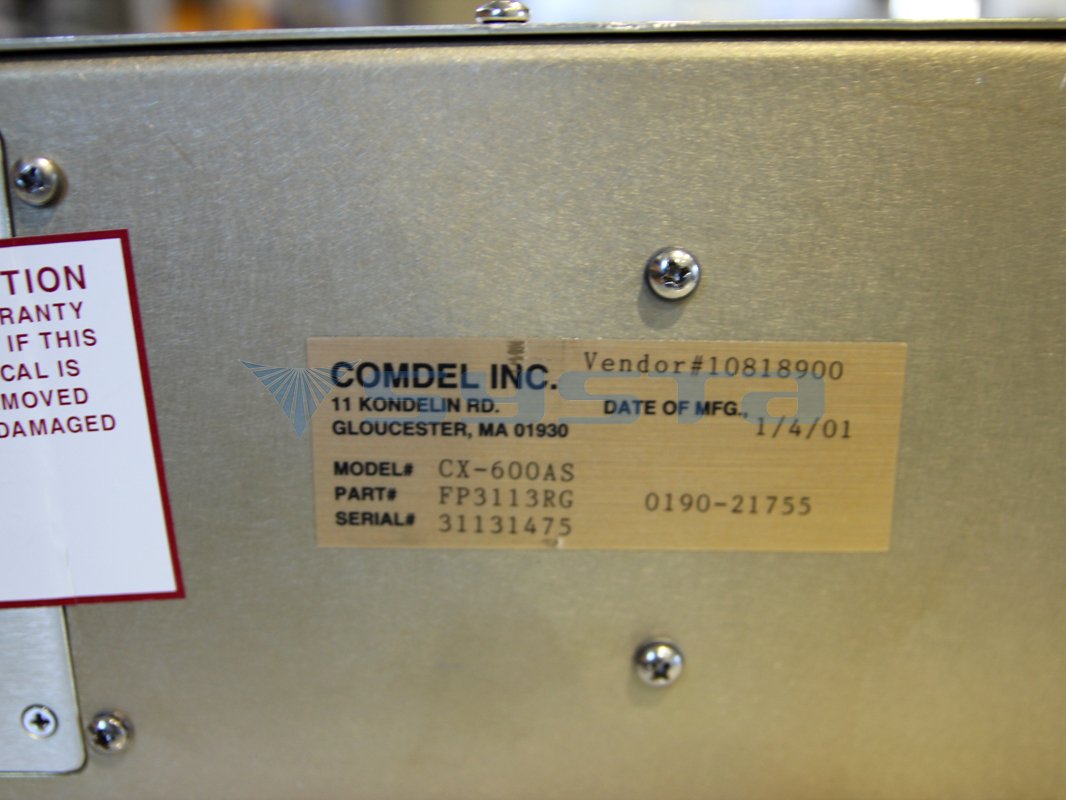 TION
RANTY
IF THIS
CAL IS
MOVED
DAMAGED
COMDEL INC.
11 KONDELIN RD.
GLOUCESTER, MA 01930
Vendor#10818900
DATE OF MFG.,
1/4/01
MODEL# CX-600AS
PART# FP3113RG
SERIAL# 31131475
0190-21755